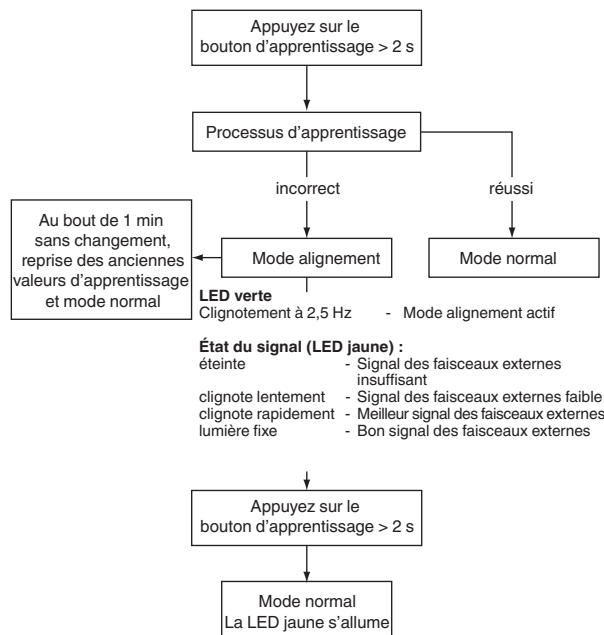 Appuyez sur le
bouton d'apprentissage > 2 s
Processus d'apprentissage
incorrect
réussi
Au bout de 1 min
sans changement,
reprise des anciennes
valeurs d'apprentissage
et mode normal
Mode alignement
Mode normal
LED verte
Clignotement à 2,5 Hz - Mode alignement actif
État du signal (LED jaune) :
éteinte - Signal des faisceaux externes
insuffisant
clignote lentement - Signal des faisceaux externes faible
clignote rapidement - Meilleur signal des faisceaux externes
lumière fixe - Bon signal des faisceaux externes
Appuyez sur le
bouton d'apprentissage > 2 s
Mode normal
La LED jaune s'allume